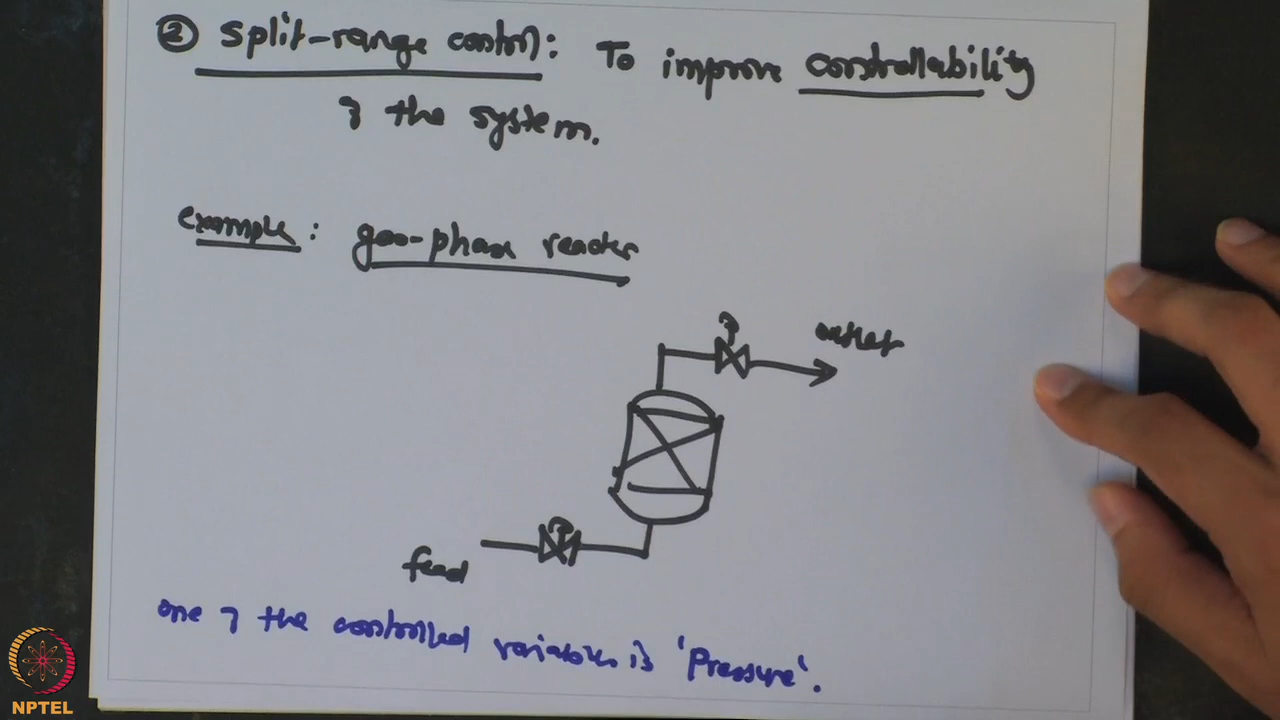 ② Split-range control: To improve controllability
of the system.
example: gas-phase reactor
outlet
feed
one of the controlled variables is 'Pressure'.
NPTEL